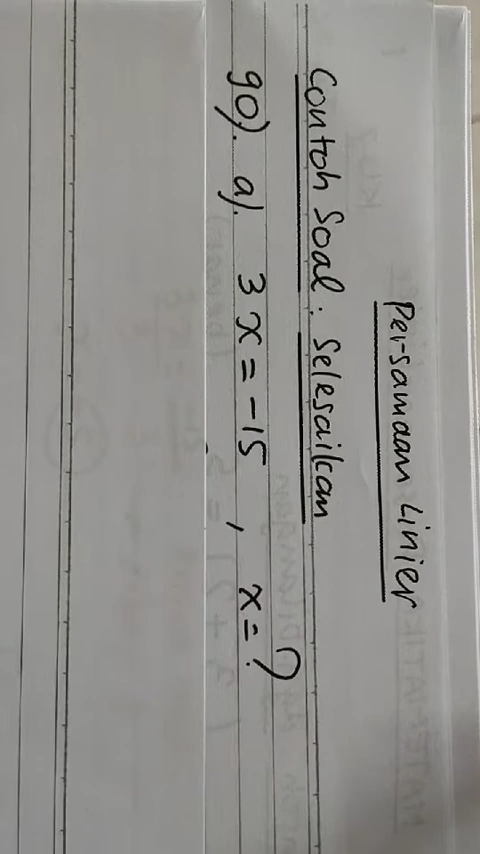 Persamaan Linier
Contoh Soal : Selesaikan
90). a). 3x = -15 , x = ?